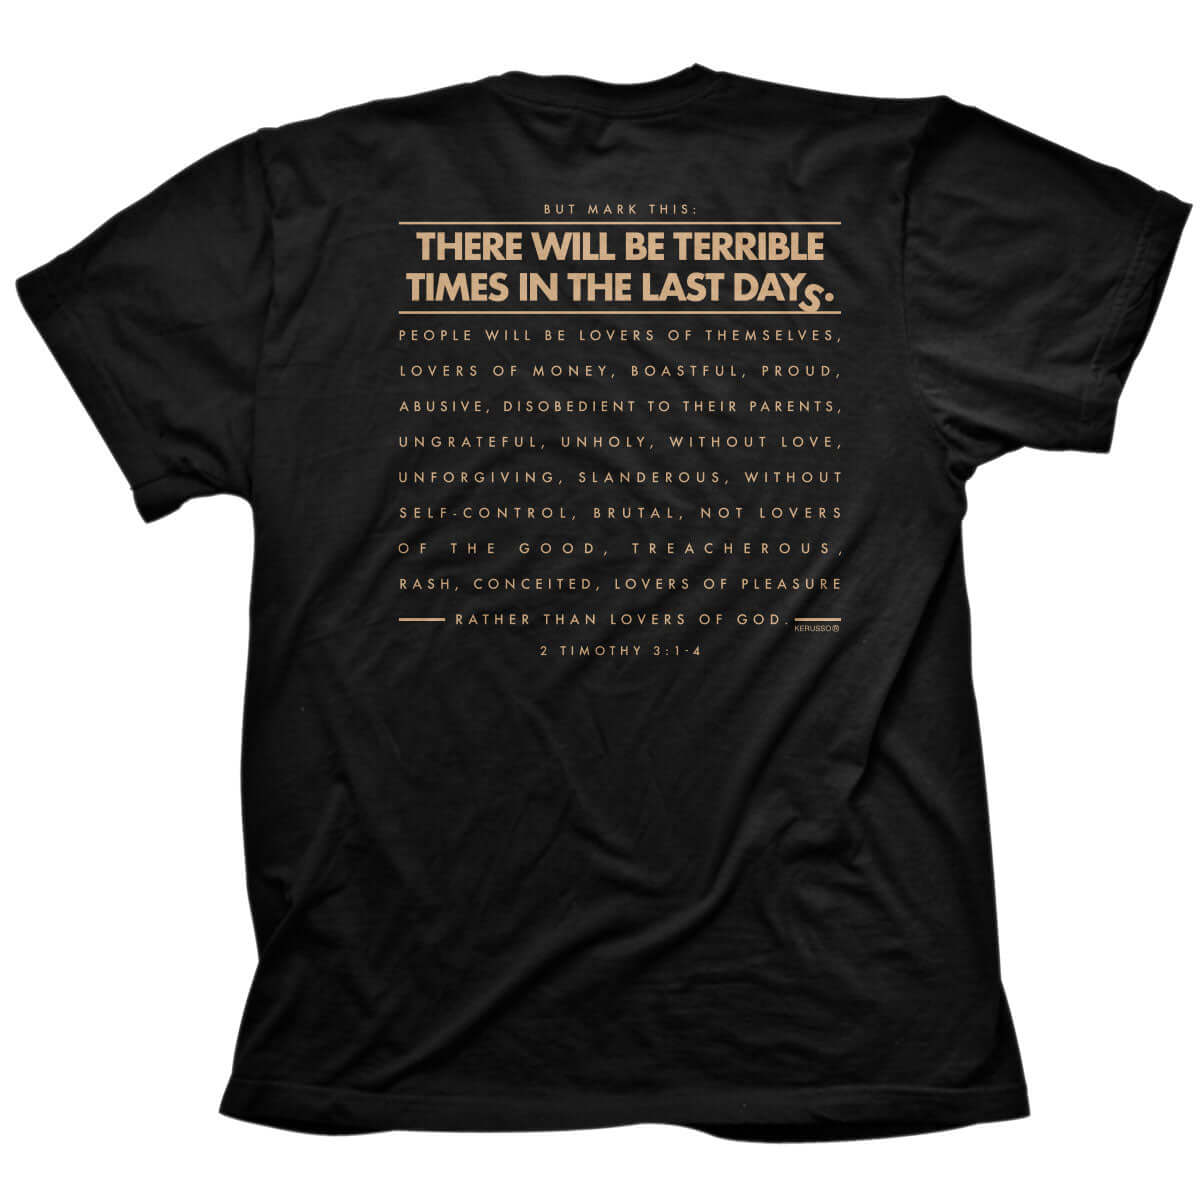 BUT MARK THIS:
THERE WILL BE TERRIBLE
TIMES IN THE LAST DAYS.
PEOPLE WILL BE LOVERS OF THEMSELVES,
LOVERS OF MONEY, BOASTFUL, PROUD,
ABUSIVE, DISOBEDIENT TO THEIR PARENTS,
UNGRATEFUL, UNHOLY, WITHOUT LOVE,
UNFORGIVING, SLANDEROUS, WITHOUT
SELF-CONTROL, BRUTAL, NOT LOVERS
OF THE GOOD, TREACHEROUS,
RASH, CONCEITED, LOVERS OF PLEASURE
RATHER THAN LOVERS OF GOD.
KERUSSO®
2 TIMOTHY 3:1-4